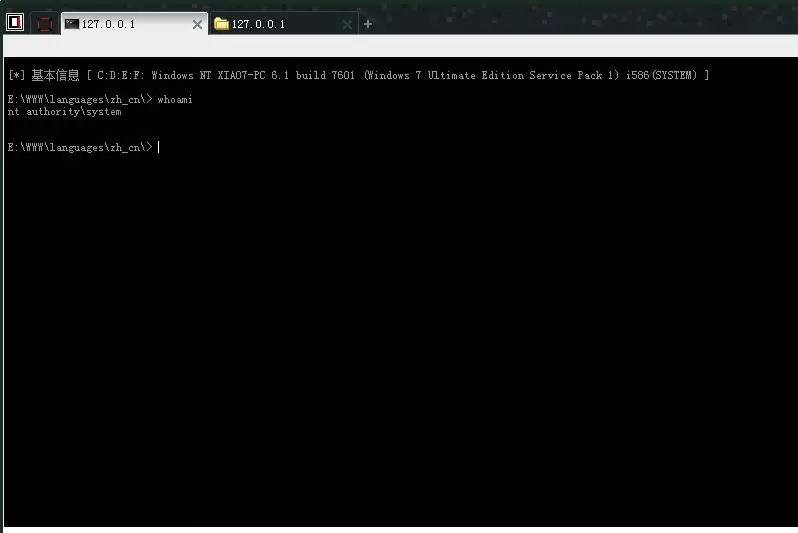 127.0.0.1
127.0.0.1
[*] 基本信息 [ C:D:E:F: Windows NT XIAO7-PC 6.1 build 7601 (Windows 7 Ultimate Edition Service Pack 1) i586(SYSTEM) ]
E:\WWW\languages\zh_cn\> whoami
nt authority\system
E:\WWW\languages\zh_cn\>